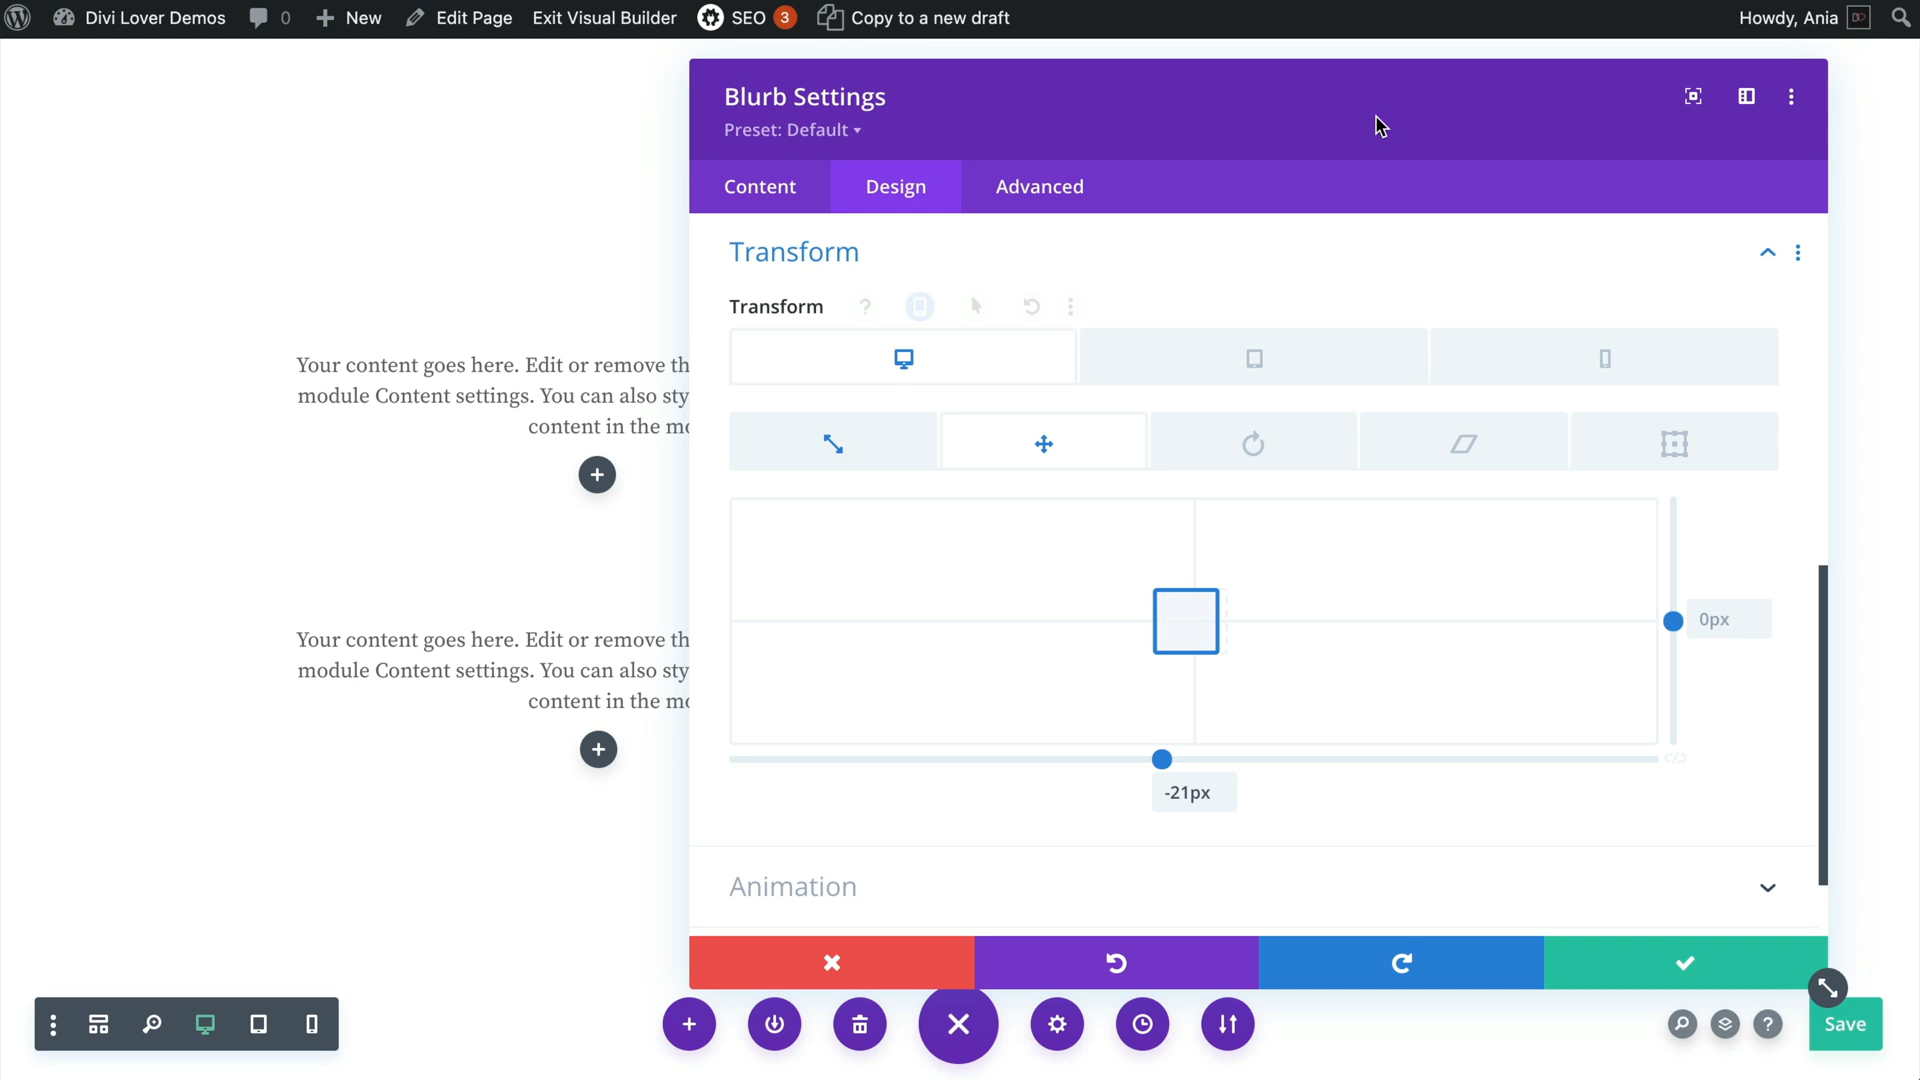 Divi Lover Demos 0 New Edit Page Exit Visual Builder SEO 3 Copy to a new draft Howdy, Ania
Blurb Settings
Preset: Default
Content Design Advanced
Transform
Transform ?
Your content goes here. Edit or remove th
module Content settings. You can also sty
content in the mo
0px
Your content goes here. Edit or remove th
module Content settings. You can also sty
content in the mo
-21px
Animation
? Save